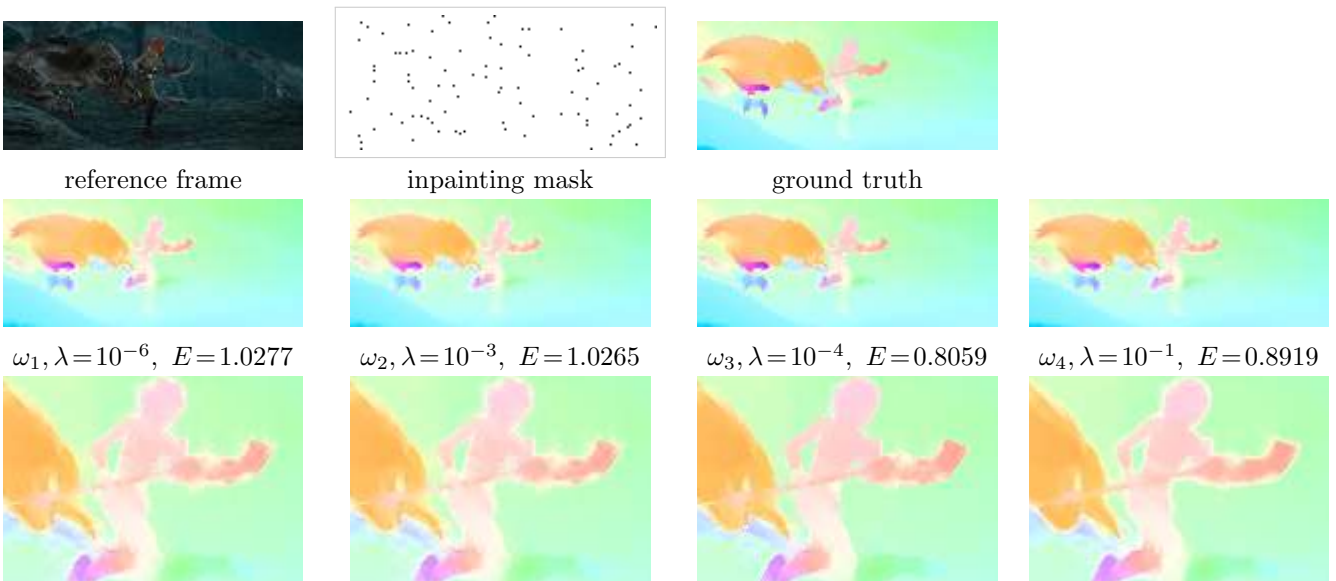 reference frame
inpainting mask
ground truth
ω₁, λ=10⁻⁶, E=1.0277
ω₂, λ=10⁻³, E=1.0265
ω₃, λ=10⁻⁴, E=0.8059
ω₄, λ=10⁻¹, E=0.8919